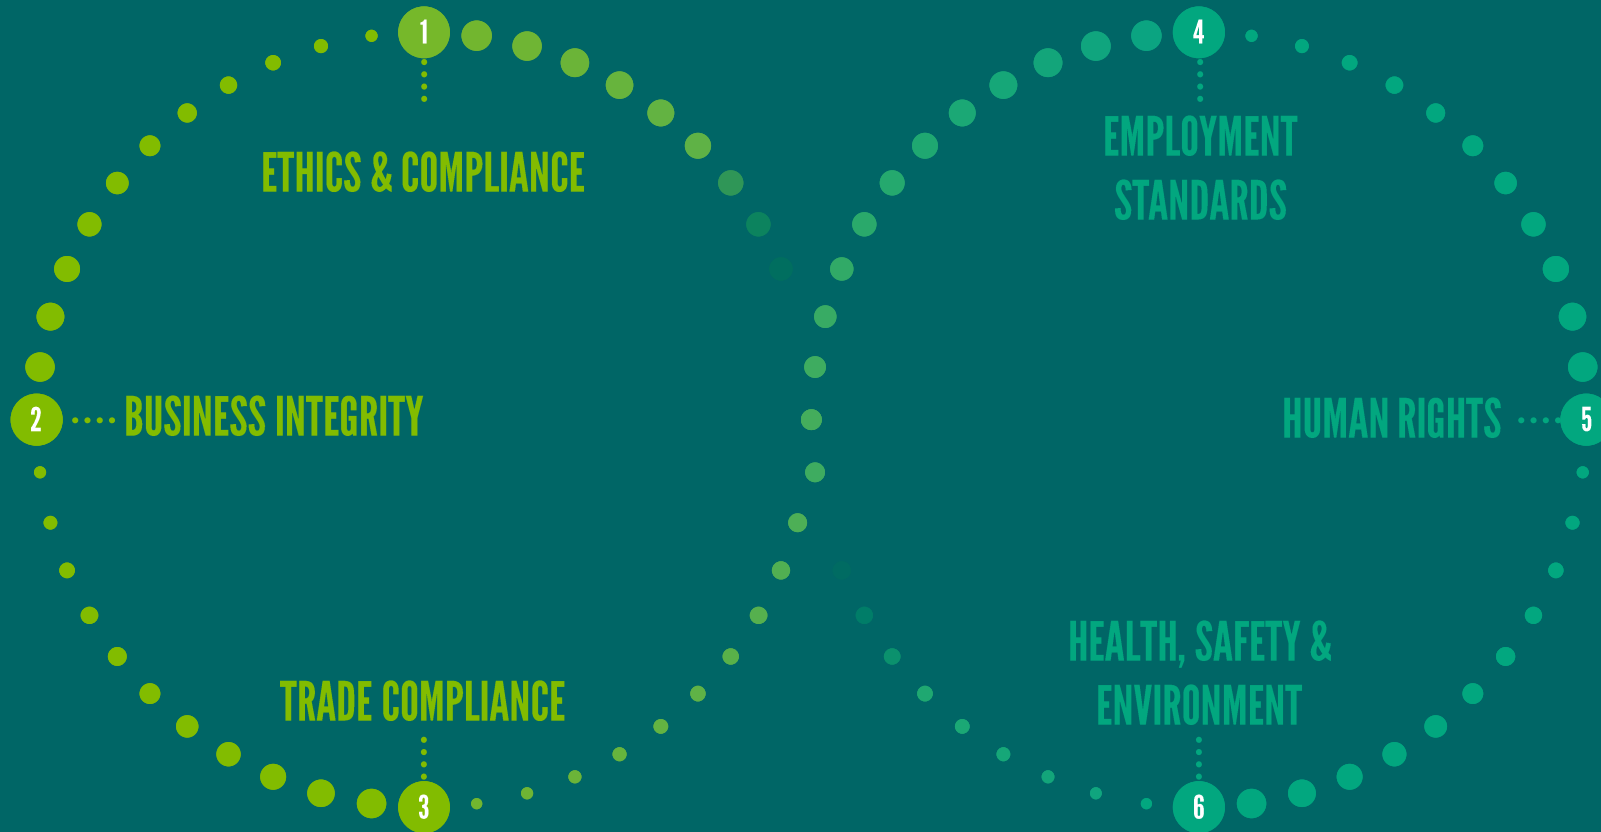 1
ETHICS & COMPLIANCE
2
BUSINESS INTEGRITY
3
TRADE COMPLIANCE
4
EMPLOYMENT
STANDARDS
5
HUMAN RIGHTS
6
HEALTH, SAFETY &
ENVIRONMENT